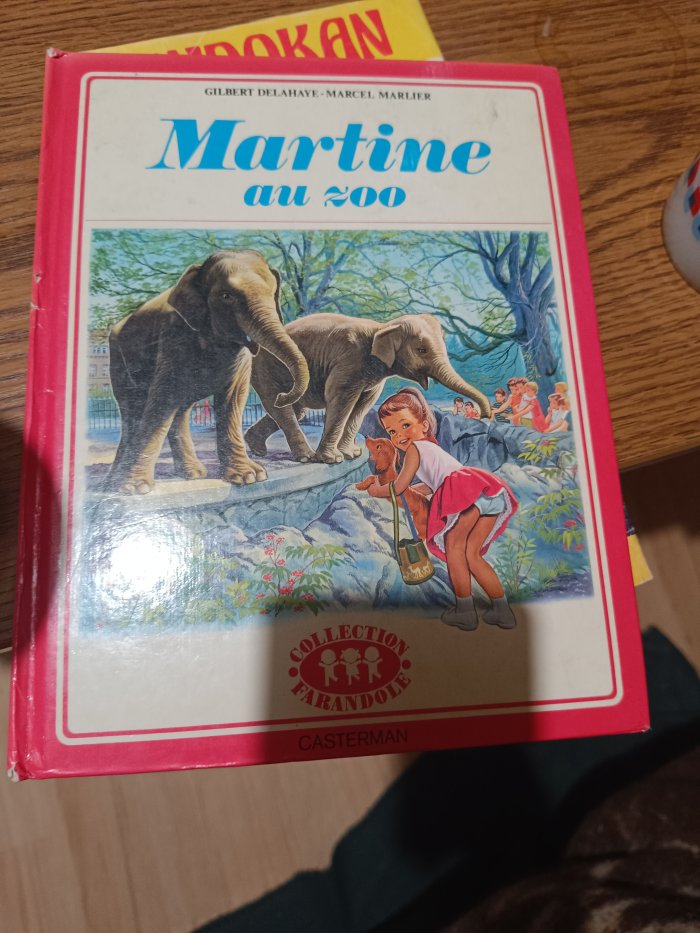 GILBERT DELAHAYE - MARCEL MARLIER
Martine
au zoo
COLLECTION
FARANDOLE
CASTERMAN